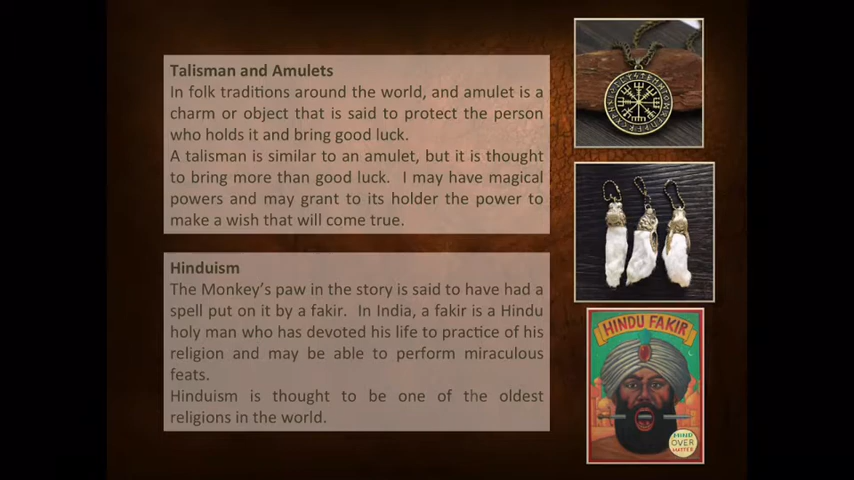 Talisman and Amulets
In folk traditions around the world, and amulet is a
charm or object that is said to protect the person
who holds it and bring good luck.
A talisman is similar to an amulet, but it is thought
to bring more than good luck. I may have magical
powers and may grant to its holder the power to
make a wish that will come true.
Hinduism
The Monkey's paw in the story is said to have had a
spell put on it by a fakir. In India, a fakir is a Hindu
holy man who has devoted his life to practice of his
religion and may be able to perform miraculous
feats.
Hinduism is thought to be one of the oldest
religions in the world.
HINDU FAKIR
MIND
OVER
MATTER